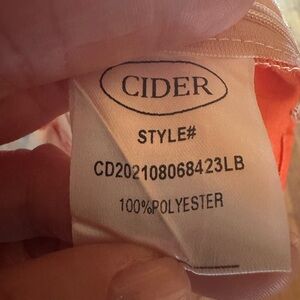 CIDER
STYLE#
CD202108068423LB
100%POLYESTER